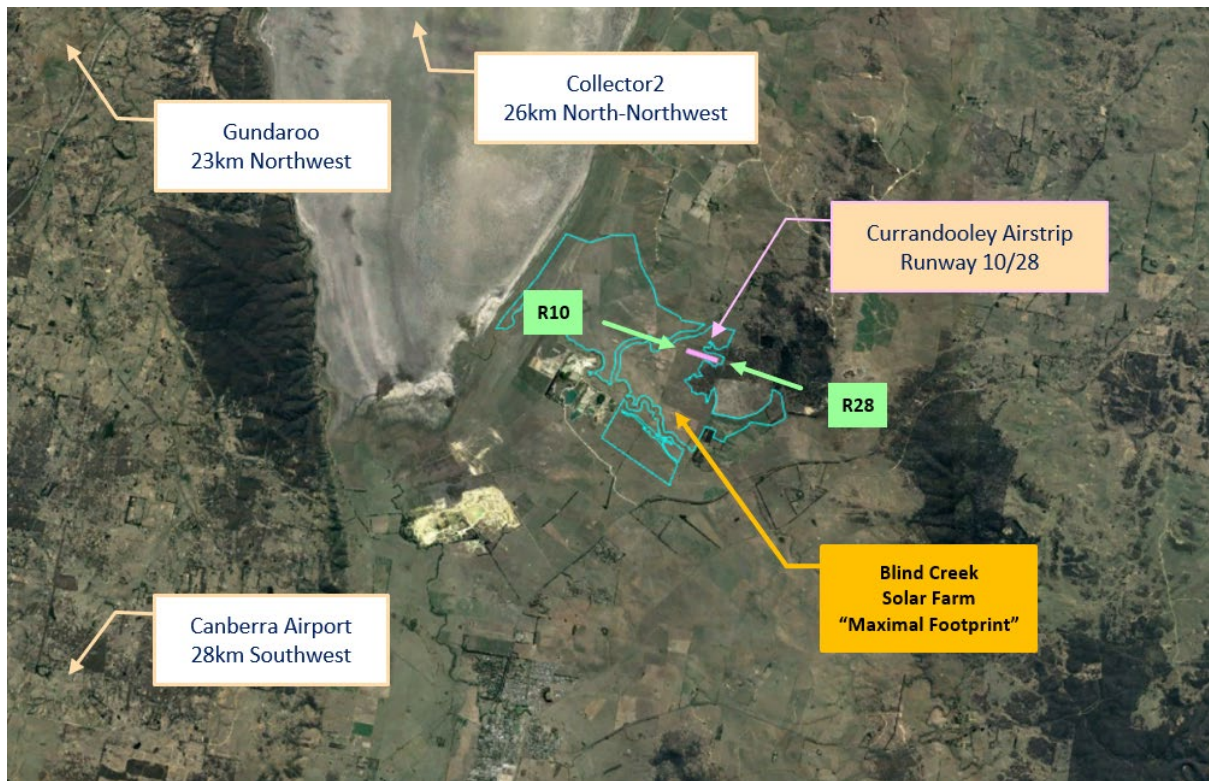 Collector2
26km North-Northwest
Gundaroo
23km Northwest
Currandooley Airstrip
Runway 10/28
R10
R28
Blind Creek
Solar Farm
“Maximal Footprint”
Canberra Airport
28km Southwest